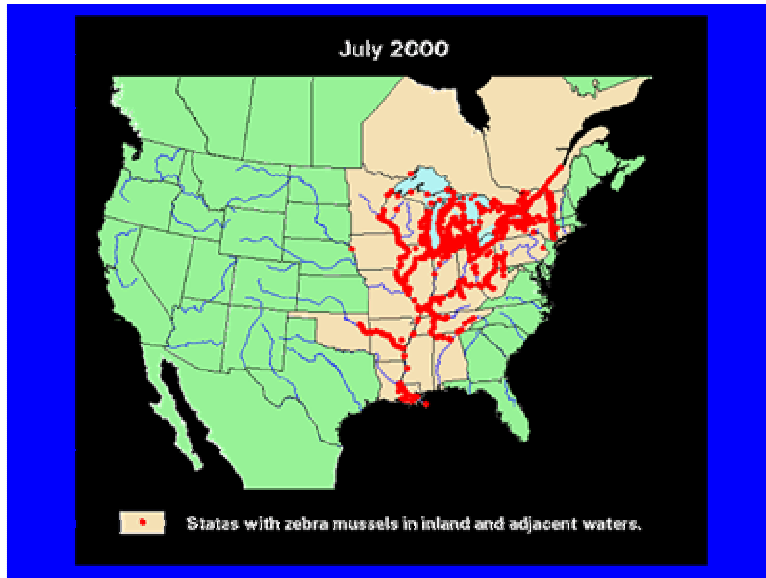 July 2000
States with zebra mussels in inland and adjacent waters.